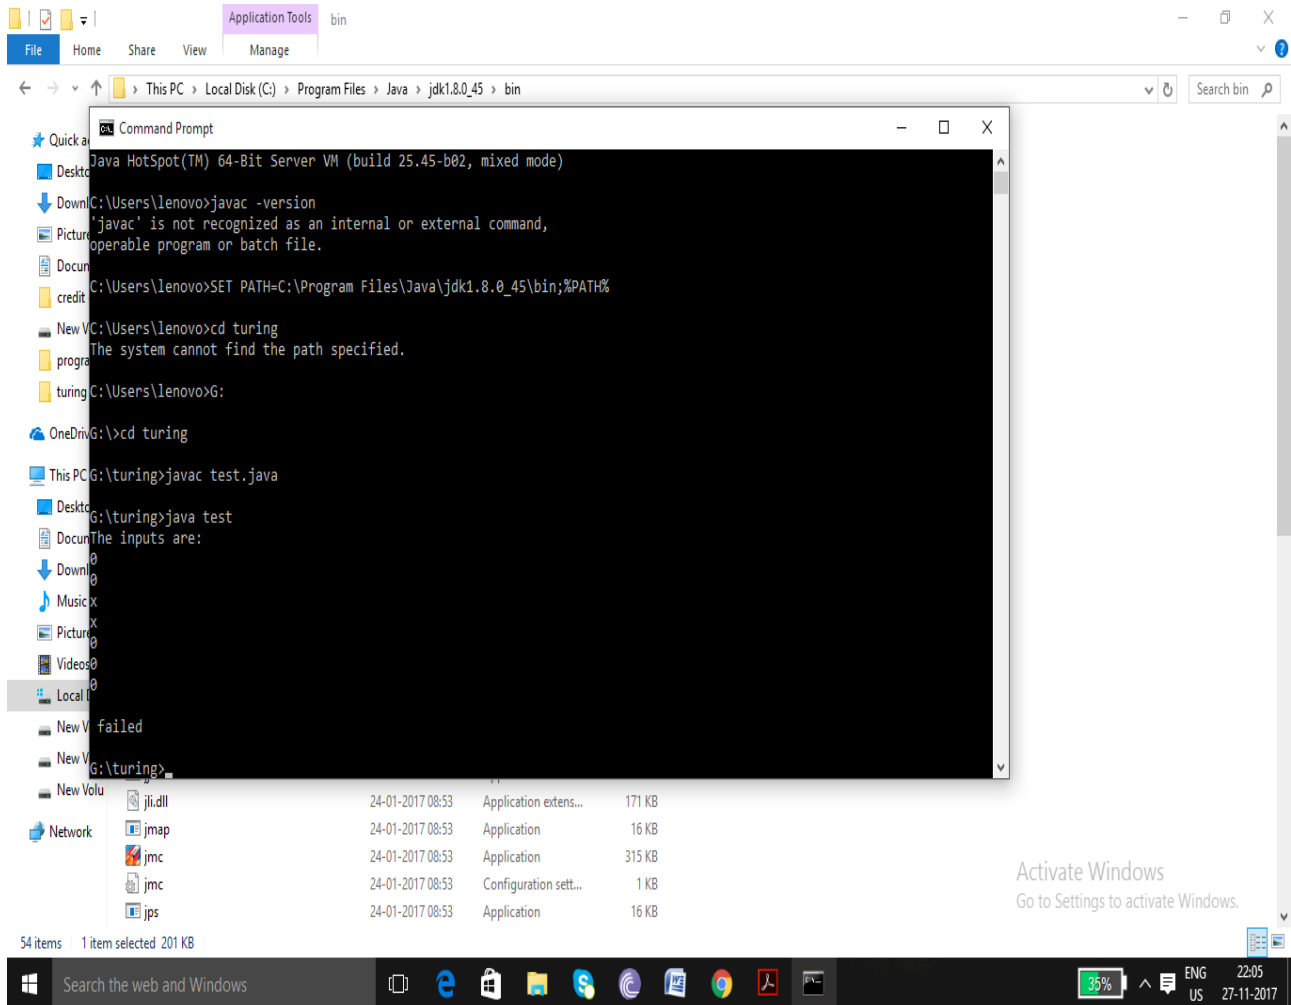 Application Tools bin
File Home Share View Manage
This PC Local Disk (C:) Program Files Java jdk1.8.0_45 bin Search bin
Command Prompt
Java HotSpot(TM) 64-Bit Server VM (build 25.45-b02, mixed mode)
C:\Users\lenovo>javac -version
'javac' is not recognized as an internal or external command,
operable program or batch file.
C:\Users\lenovo>SET PATH=C:\Program Files\Java\jdk1.8.0_45\bin;%PATH%
C:\Users\lenovo>cd turing
The system cannot find the path specified.
C:\Users\lenovo>G:
G:\>cd turing
G:\turing>javac test.java
G:\turing>java test
The inputs are:
0
0
x
x
0
0
0
failed
G:\turing>
Quick a
Deskto
Downl
Picture
Docun
credit
New V
progra
turing
OneDriv
This PC
Deskto
Docun
Downl
Music
Picture
Videos
Local
New V
New V
New Volu
Network
jli.dll 24-01-2017 08:53 Application extens... 171 KB
jmap 24-01-2017 08:53 Application 16 KB
jmc 24-01-2017 08:53 Application 315 KB
jmc 24-01-2017 08:53 Configuration sett... 1 KB
jps 24-01-2017 08:53 Application 16 KB
Activate Windows
Go to Settings to activate Windows.
54 items 1 item selected 201 KB
Search the web and Windows
35%
ENG
US
22:05
27-11-2017